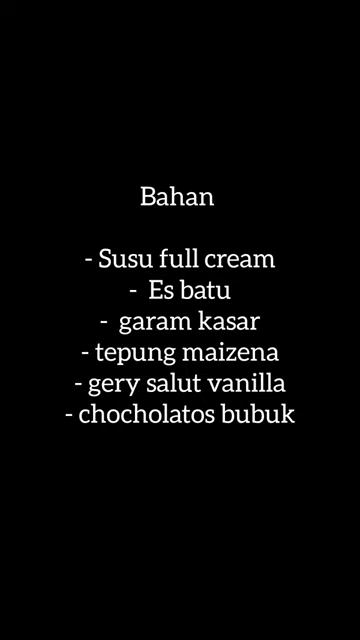 Bahan
- Susu full cream
- Es batu
- garam kasar
- tepung maizena
- gery salut vanilla
- chocholatos bubuk